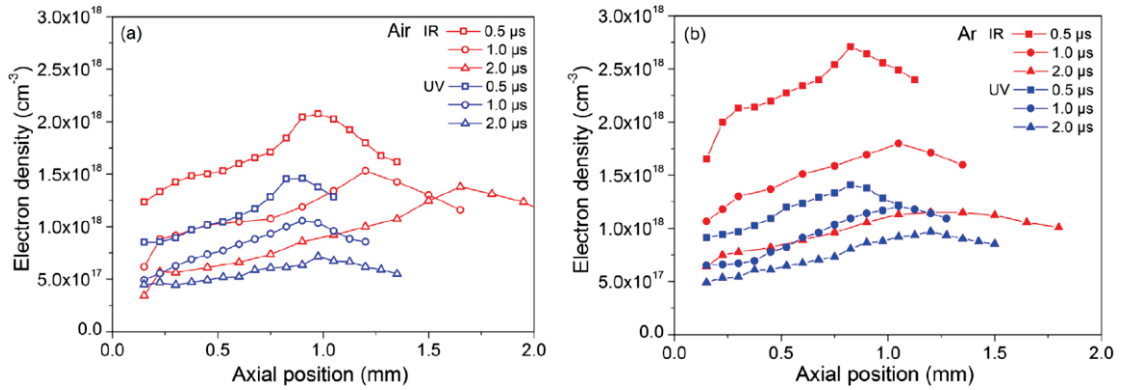 (a) Air IR 0.5 μs
1.0 μs
2.0 μs
UV 0.5 μs
1.0 μs
2.0 μs
3.0x10^18
2.5x10^18
2.0x10^18
1.5x10^18
1.0x10^18
5.0x10^17
0.0
Electron density (cm^-3)
0.0 0.5 1.0 1.5 2.0
Axial position (mm)
(b) Ar IR 0.5 μs
1.0 μs
2.0 μs
UV 0.5 μs
1.0 μs
2.0 μs
3.0x10^18
2.5x10^18
2.0x10^18
1.5x10^18
1.0x10^18
5.0x10^17
0.0
Electron density (cm^-3)
0.0 0.5 1.0 1.5 2.0
Axial position (mm)